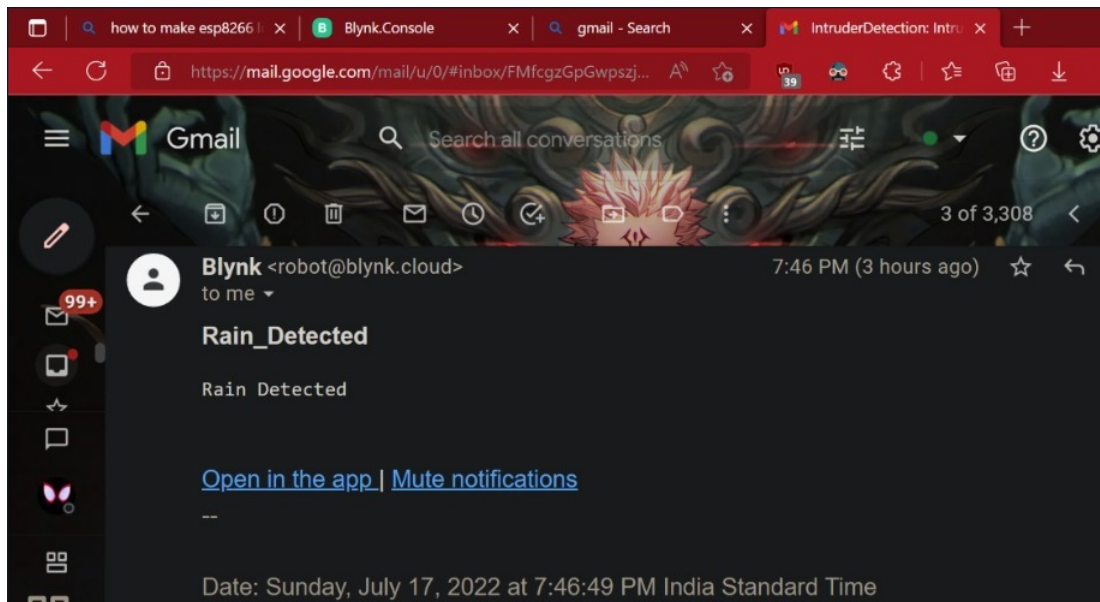 how to make esp8266 li
Blynk.Console
gmail - Search
IntruderDetection: Intru
https://mail.google.com/mail/u/0/#inbox/FMfcgzGpGwpszj...
39
Gmail
Search all conversations
3 of 3,308
Blynk <robot@blynk.cloud>
7:46 PM (3 hours ago)
to me
99+
Rain_Detected
Rain Detected
Open in the app | Mute notifications
--
Date: Sunday, July 17, 2022 at 7:46:49 PM India Standard Time